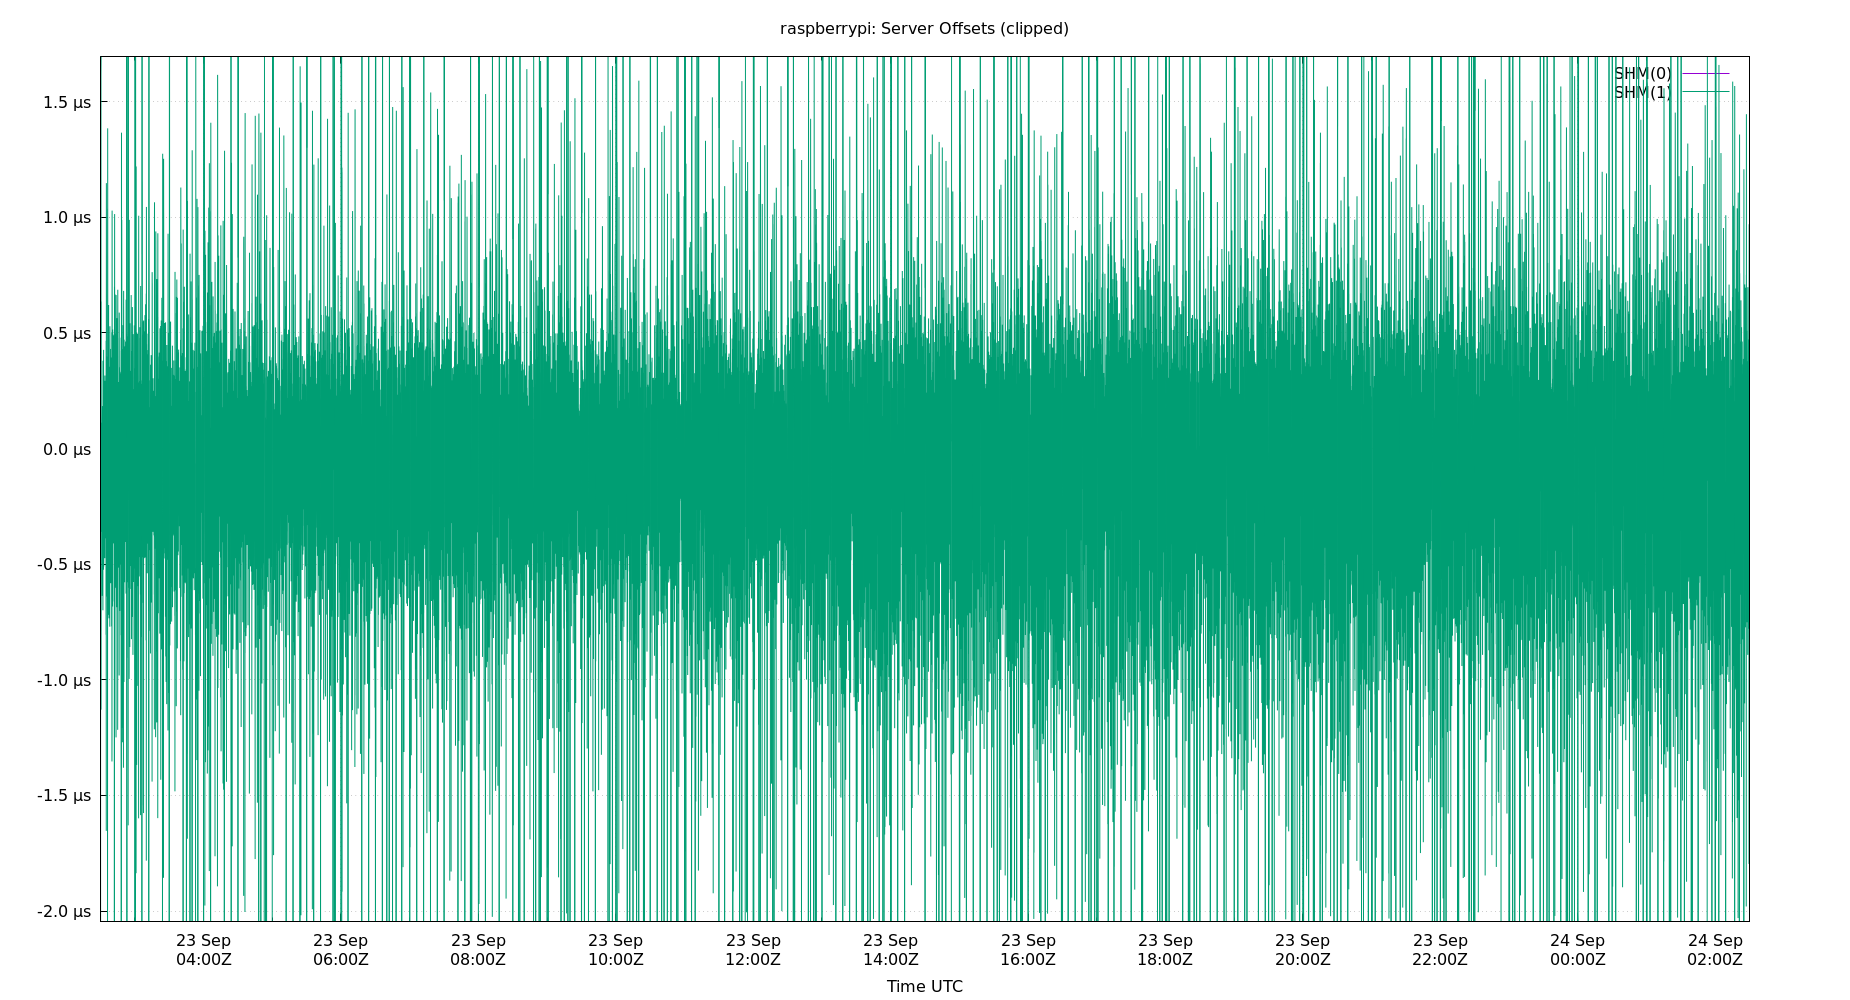 raspberrypi: Server Offsets (clipped)
SHM(0)
SHM(1)
1.5 µs
1.0 µs
0.5 µs
0.0 µs
-0.5 µs
-1.0 µs
-1.5 µs
-2.0 µs
23 Sep 23 Sep 23 Sep 23 Sep 23 Sep 23 Sep 23 Sep 23 Sep 23 Sep 23 Sep 24 Sep 24 Sep
04:00Z 06:00Z 08:00Z 10:00Z 12:00Z 14:00Z 16:00Z 18:00Z 20:00Z 22:00Z 00:00Z 02:00Z
Time UTC